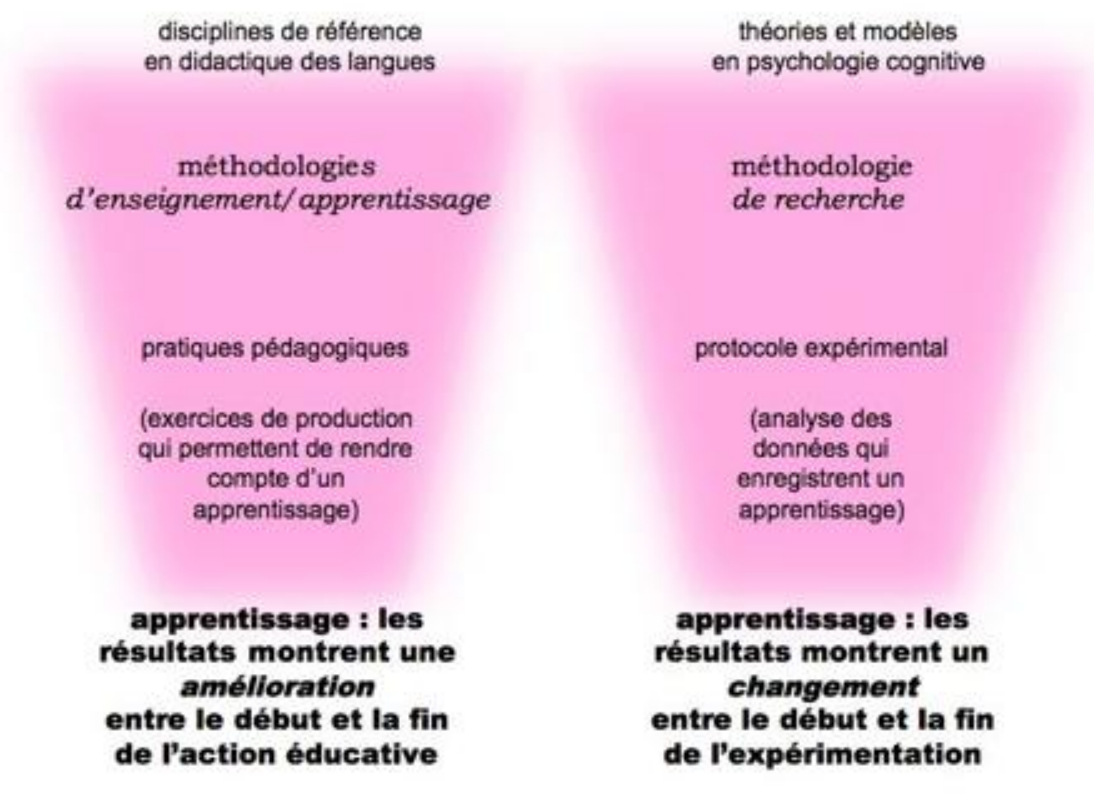 disciplines de référence
en didactique des langues
méthodologies
d'enseignement/apprentissage
pratiques pédagogiques
(exercices de production
qui permettent de rendre
compte d'un
apprentissage)
apprentissage : les
résultats montrent une
amélioration
entre le début et la fin
de l'action éducative
théories et modèles
en psychologie cognitive
méthodologie
de recherche
protocole expérimental
(analyse des
données qui
enregistrent un
apprentissage)
apprentissage : les
résultats montrent un
changement
entre le début et la fin
de l'expérimentation